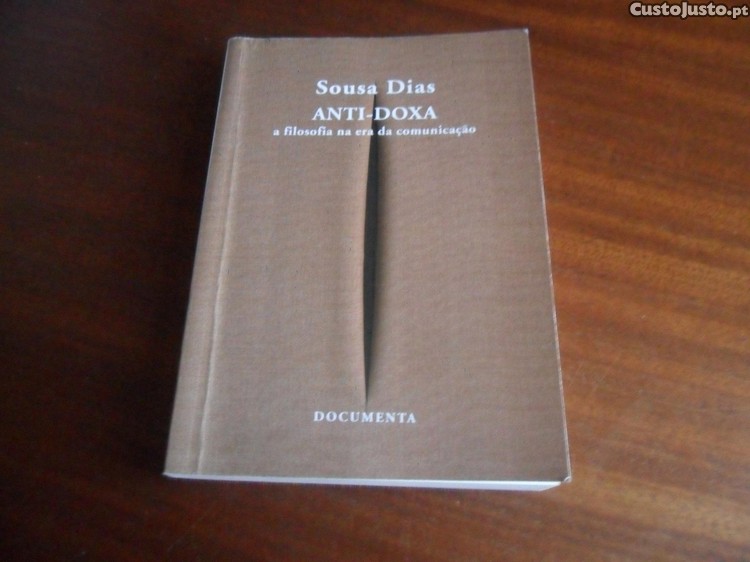 CustoJusto.pt
Sousa Dias
ANTI-DOXA
a filosofia na era da comunicação
DOCUMENTA